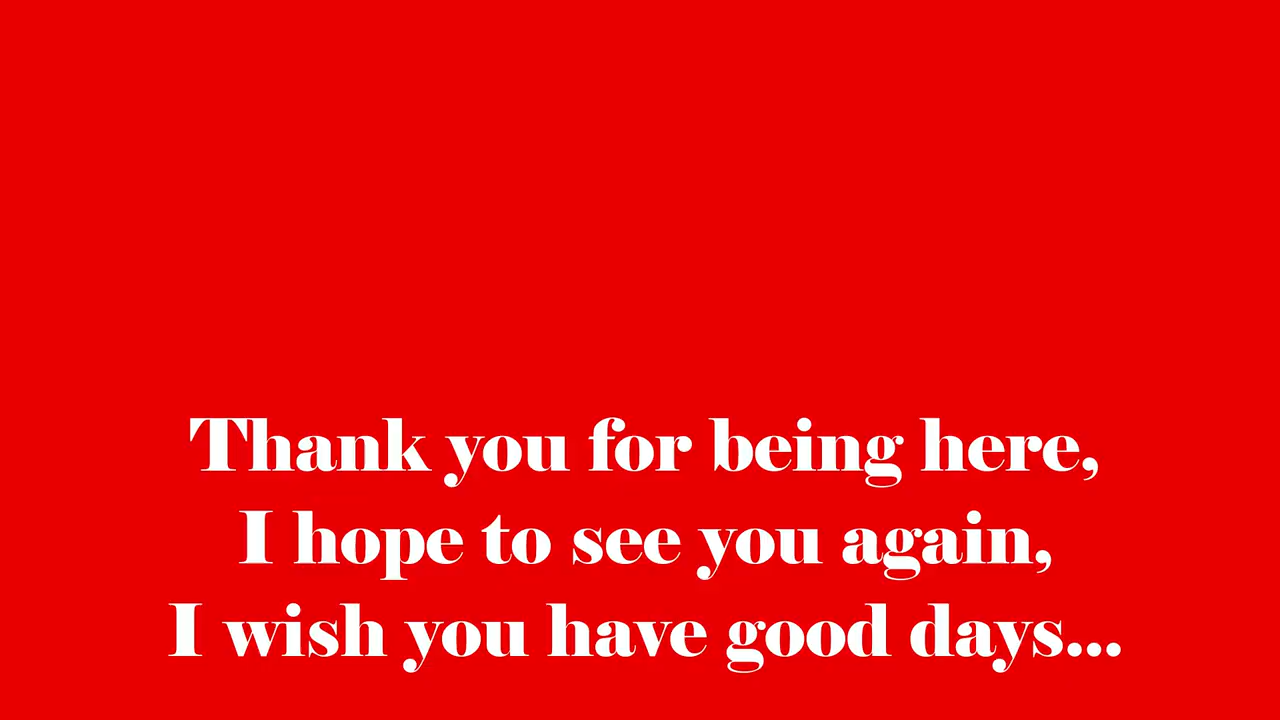 Thank you for being here,
I hope to see you again,
I wish you have good days...